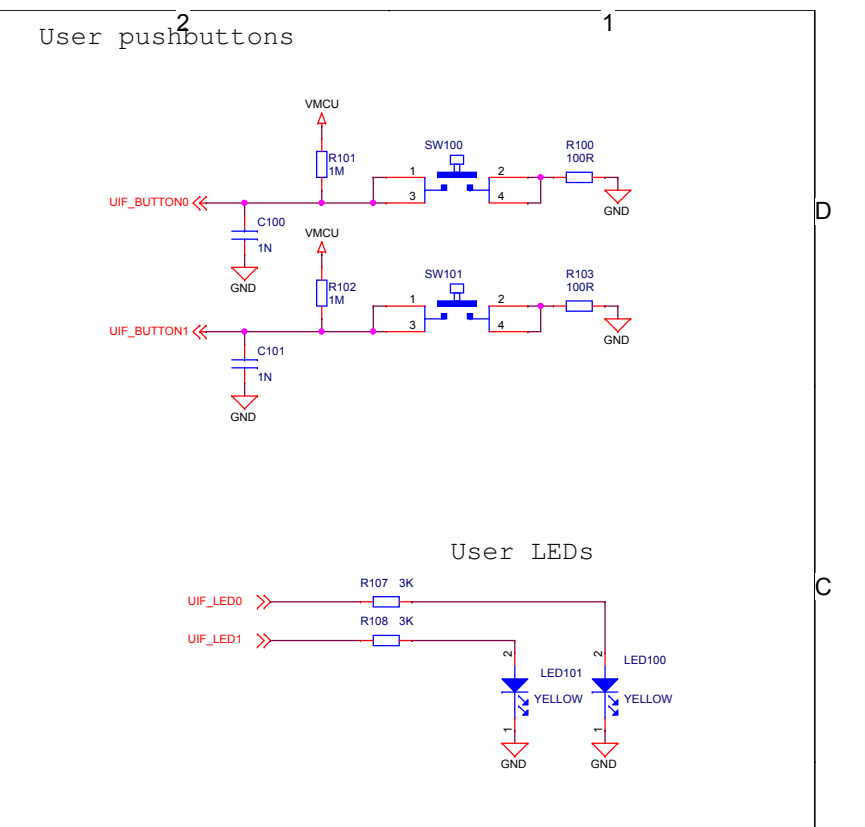 2
1
User pushbuttons
VMCU
SW100
R100
100R
R101
1M
1
2
3
4
UIF_BUTTON0
GND
D
C100
1N
VMCU
GND
SW101
R103
100R
R102
1M
1
2
3
4
UIF_BUTTON1
GND
C101
1N
GND
User LEDs
R107 3K
UIF_LED0
C
R108 3K
UIF_LED1
2
2
LED101
LED100
YELLOW
YELLOW
1
1
GND
GND